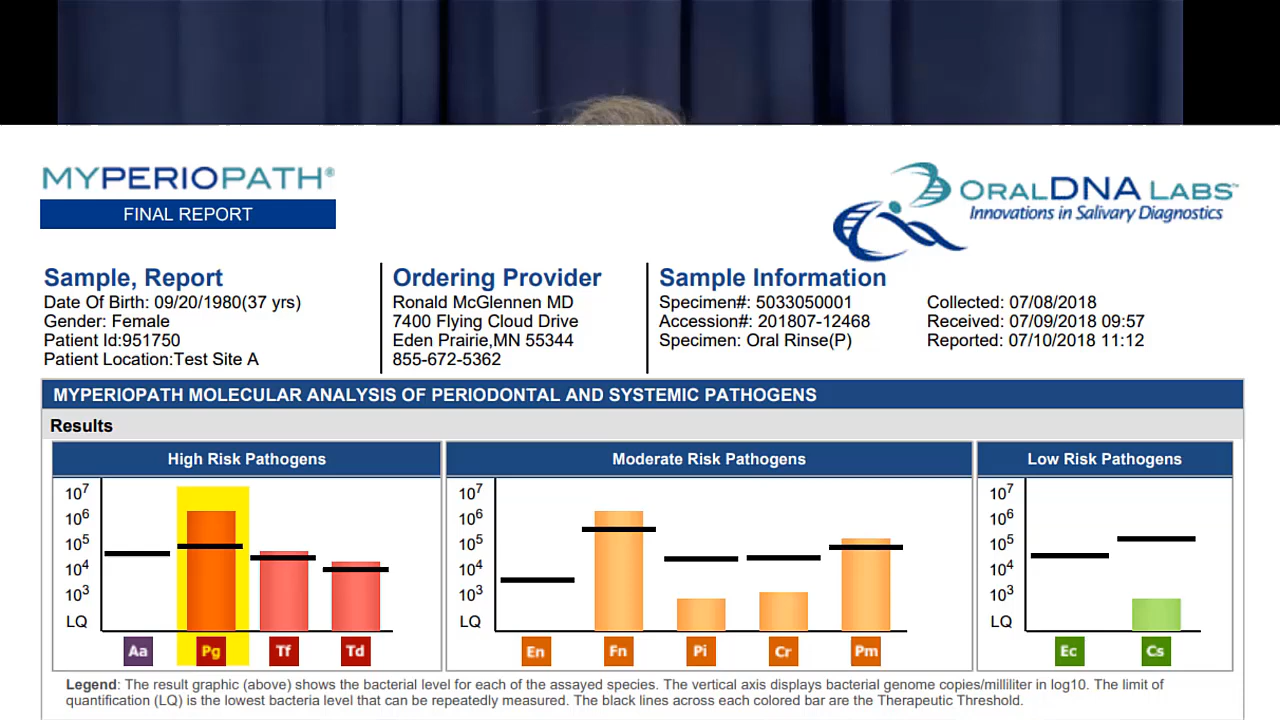 MYPERIOPATH®
FINAL REPORT
ORALDNA LABS℠
Innovations in Salivary Diagnostics
Sample, Report
Date Of Birth: 09/20/1980(37 yrs)
Gender: Female
Patient Id:951750
Patient Location:Test Site A
Ordering Provider
Ronald McGlennen MD
7400 Flying Cloud Drive
Eden Prairie,MN 55344
855-672-5362
Sample Information
Specimen#: 5033050001
Accession#: 201807-12468
Specimen: Oral Rinse(P)
Collected: 07/08/2018
Received: 07/09/2018 09:57
Reported: 07/10/2018 11:12
MYPERIOPATH MOLECULAR ANALYSIS OF PERIODONTAL AND SYSTEMIC PATHOGENS
Results
High Risk Pathogens
10⁷
10⁶
10⁵
10⁴
10³
LQ
Aa Pg Tf Td
Moderate Risk Pathogens
10⁷
10⁶
10⁵
10⁴
10³
LQ
En Fn Pi Cr Pm
Low Risk Pathogens
10⁷
10⁶
10⁵
10⁴
10³
LQ
Ec Cs
Legend: The result graphic (above) shows the bacterial level for each of the assayed species. The vertical axis displays bacterial genome copies/milliliter in log10. The limit of
quantification (LQ) is the lowest bacteria level that can be repeatedly measured. The black lines across each colored bar are the Therapeutic Threshold.